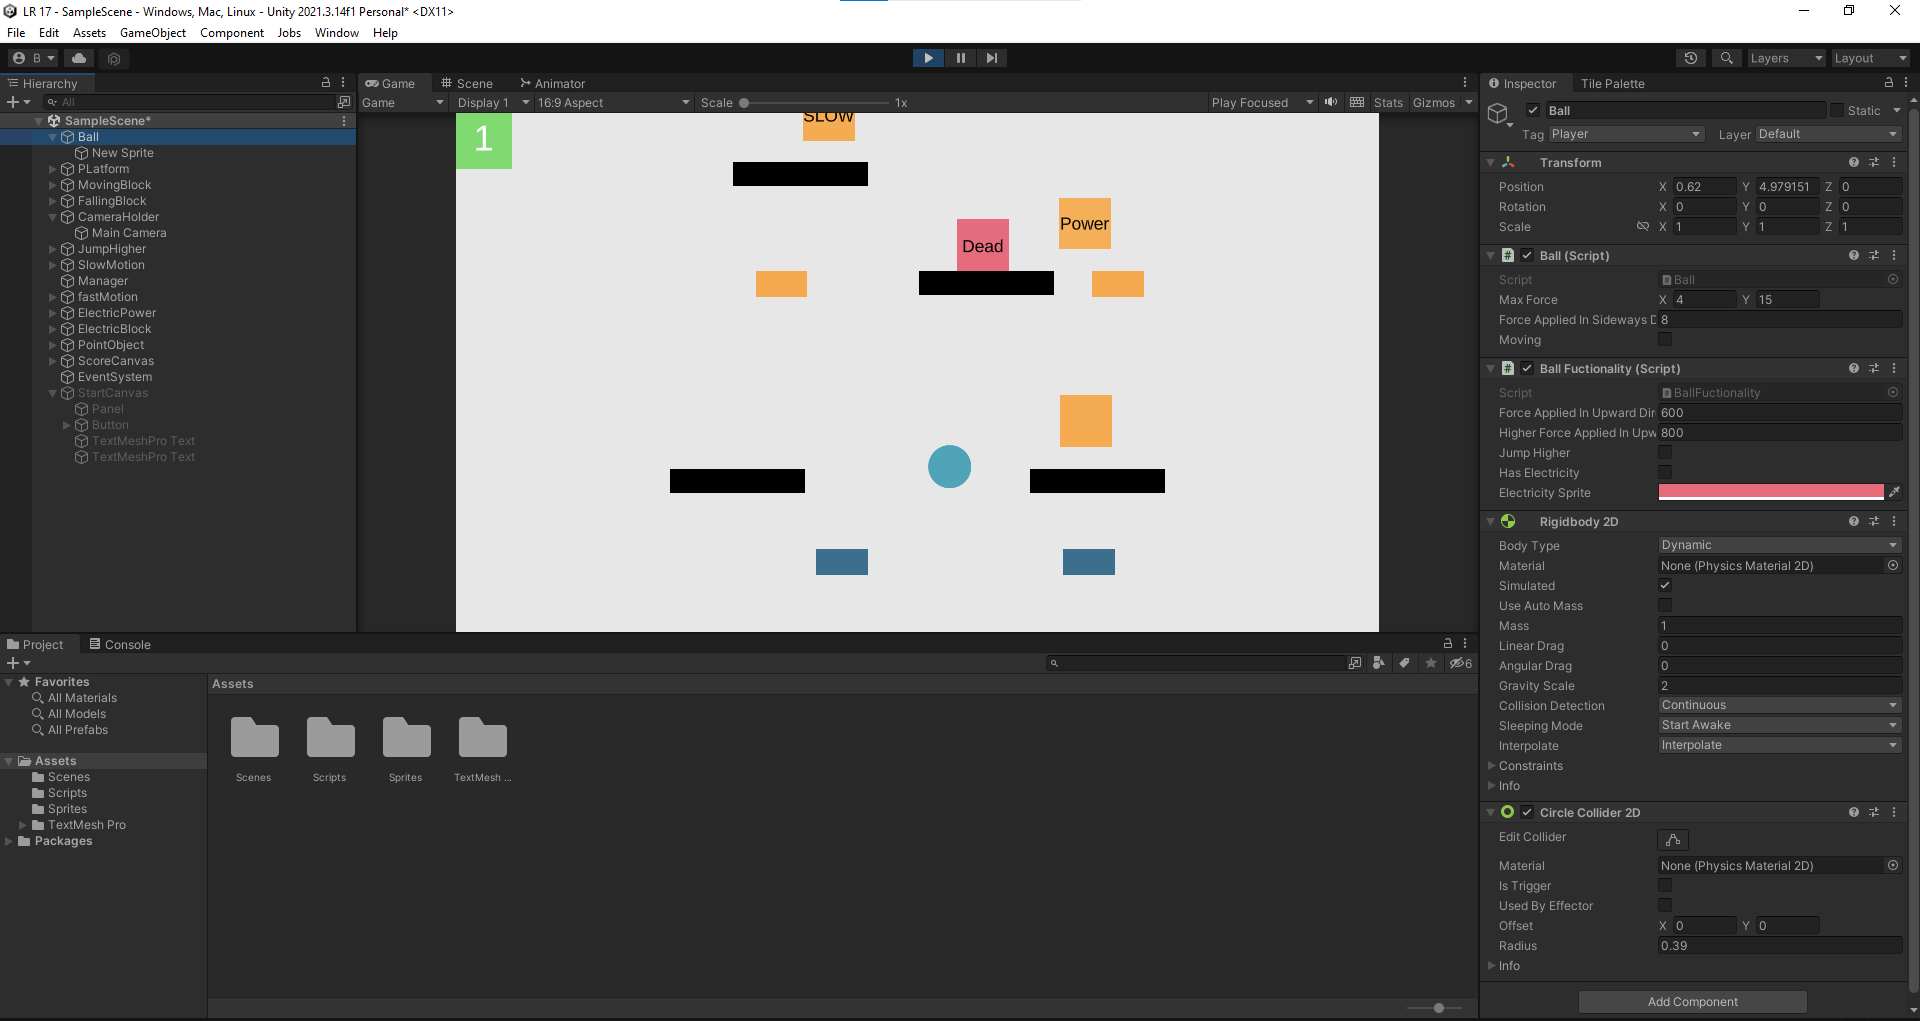 LR 17 - SampleScene - Windows, Mac, Linux - Unity 2021.3.14f1 Personal* <DX11>
File Edit Assets GameObject Component Jobs Window Help
B
Layers Layout
Hierarchy
All
SampleScene*
Ball
New Sprite
PLatform
MovingBlock
FallingBlock
CameraHolder
Main Camera
JumpHigher
SlowMotion
Manager
fastMotion
ElectricPower
ElectricBlock
PointObject
ScoreCanvas
EventSystem
StartCanvas
Panel
Button
TextMeshPro Text
TextMeshPro Text
Game Scene Animator
Game Display 1 16:9 Aspect Scale 1x Play Focused Stats Gizmos
1
SLOW
Power
Dead
Project Console
6
Favorites
All Materials
All Models
All Prefabs
Assets
Scenes
Scripts
Sprites
TextMesh Pro
Packages
Assets
Scenes Scripts Sprites TextMesh ...
Inspector Tile Palette
Ball Static
Tag Player Layer Default
Transform
Position X 0.62 Y 4.979151 Z 0
Rotation X 0 Y 0 Z 0
Scale X 1 Y 1 Z 1
Ball (Script)
Script Ball
Max Force X 4 Y 15
Force Applied In Sideways D 8
Moving
Ball Fuctionality (Script)
Script BallFuctionality
Force Applied In Upward Dir 600
Higher Force Applied In Upw 800
Jump Higher
Has Electricity
Electricity Sprite
Rigidbody 2D
Body Type Dynamic
Material None (Physics Material 2D)
Simulated
Use Auto Mass
Mass 1
Linear Drag 0
Angular Drag 0
Gravity Scale 2
Collision Detection Continuous
Sleeping Mode Start Awake
Interpolate Interpolate
Constraints
Info
Circle Collider 2D
Edit Collider
Material None (Physics Material 2D)
Is Trigger
Used By Effector
Offset X 0 Y 0
Radius 0.39
Info
Add Component